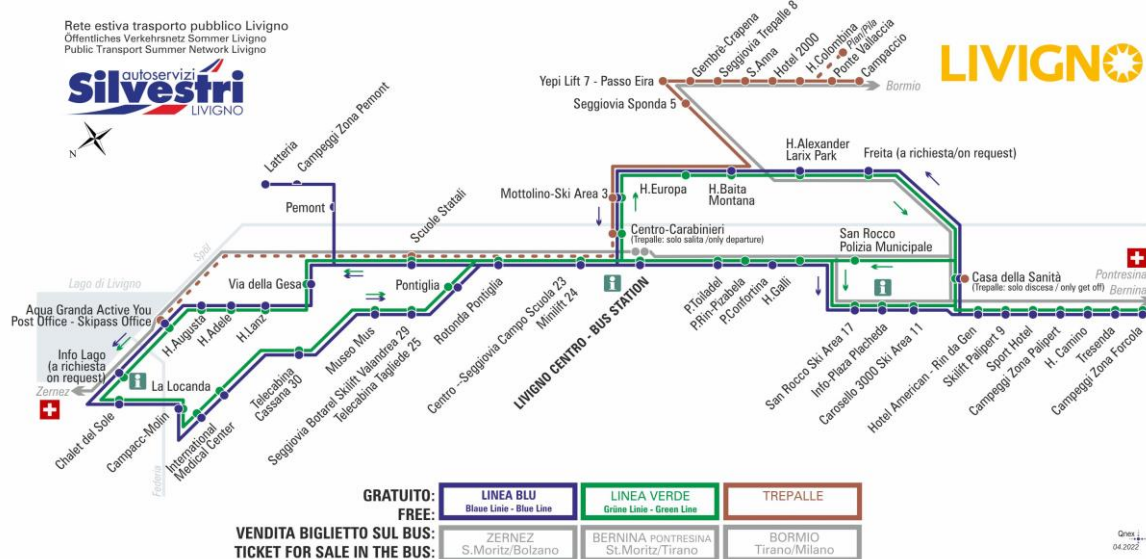 Rete estiva trasporto pubblico Livigno
Öffentliches Verkehrsnetz Sommer Livigno
Public Transport Summer Network Livigno
autoservizi
Silvestri
LIVIGNO
LIVIGNO
N
Gembrè-Crapena
Seggiovia Trepalle 8
S.Anna
Hotel 2000
H.Colombina
Plan/Pila
Ponte Vallaccia
Campaccio
Yepi Lift 7 - Passo Eira
Bormio
Seggiovia Sponda 5
Latteria
Campeggi Zona Pemont
Pemont
H.Alexander
Larix Park
Freita (a richiesta/on request)
Mottolino-Ski Area 3
H.Europa
H.Baita
Montana
Scuole Statali
Centro-Carabinieri
(Trepalle: solo salita /only departure)
San Rocco
Polizia Municipale
Spöl
Lago di Livigno
Via della Gesa
Pontiglia
Casa della Sanità
(Trepalle: solo discesa / only get off)
Pontresina
Bernina
Aqua Granda Active You
Post Office - Skipass Office
H.Augusta
H.Adele
H.Lanz
Museo Mus
Rotonda Pontiglia
Centro --Seggiovia Campo Scuola 23
Minilift 24
LIVIGNO CENTRO - BUS STATION
P.Toiladel
PRin-Pizabela
P.Confortina
H.Galli
Info Lago
(a richiesta
on request)
Zernez
La Locanda
Chalet del Sole
Campacc-Molin
Federia
International
Medical Center
Telecabina
Cassana 30
Seggiovia Botarel Skilift Valandrea 29
Telecabina Tagliede 25
San Rocco Ski Area 17
Info-Plaza Placheda
Carosello 3000 Ski Area 11
Hotel American - Rin da Gen
Skilift Palipert 9
Sport Hotel
Campeggi Zona Palipert
H. Camino
Tresenda
Campeggi Zona Forcola
GRATUITO:
FREE:
LINEA BLU
Blaue Linie - Blue Line
LINEA VERDE
Grüne Linie - Green Line
TREPALLE
VENDITA BIGLIETTO SUL BUS:
TICKET FOR SALE IN THE BUS:
ZERNEZ
S.Moritz/Bolzano
BERNINA PONTRESINA
St.Moritz/Tirano
BORMIO
Tirano/Milano
Qnex
04.2022